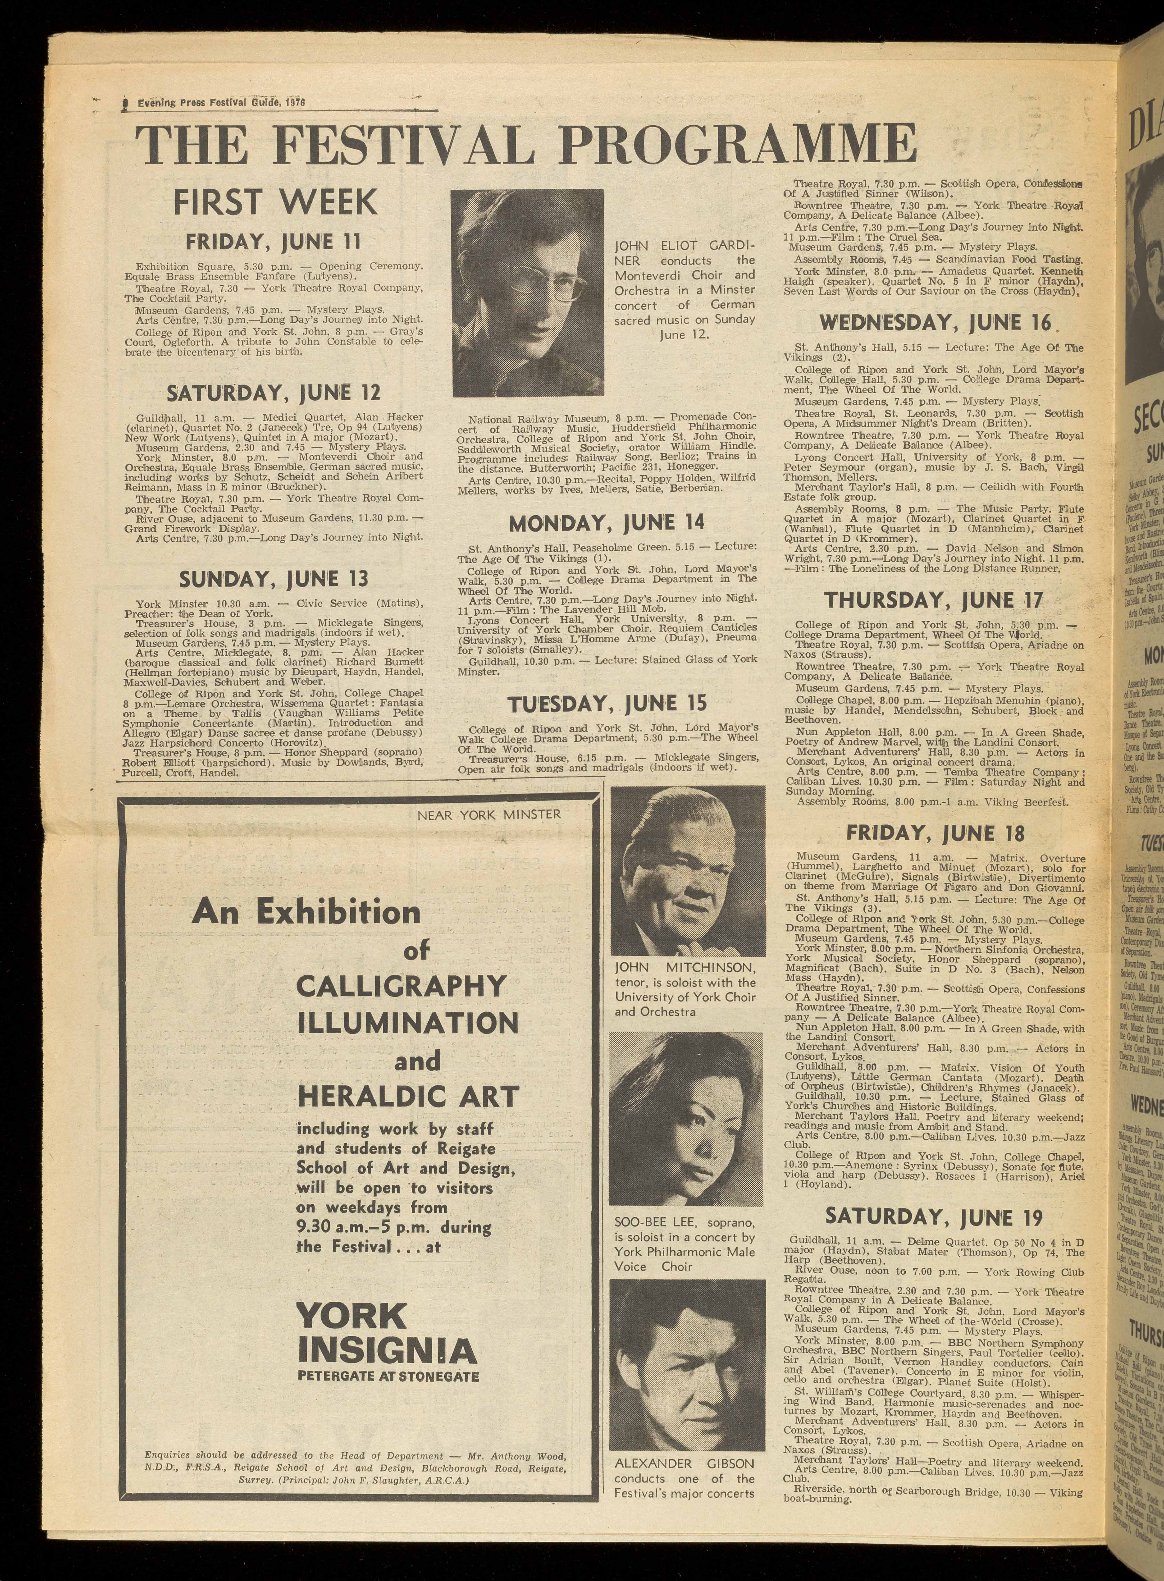 Evening Press Festival Guide, 1976
THE FESTIVAL PROGRAMME
FIRST WEEK
FRIDAY, JUNE 11
Exhibition Square, 5.30 p.m. — Opening Ceremony.
Equale Brass Ensemble Fanfare (Lutyens).
Theatre Royal, 7.30 — York Theatre Royal Company,
The Cocktail Party.
Museum Gardens, 7.45 p.m. — Mystery Plays.
Arts Centre, 7.30 p.m.—Long Day's Journey into Night.
College of Ripon and York St. John, 8 p.m. — Gray's
Court, Ogleforth. A tribute to John Constable to cele-
brate the bicentenary of his birth.
SATURDAY, JUNE 12
Guildhall, 11 a.m. — Medici Quartet, Alan Hacker
(clarinet), Quartet No. 2 (Janecek) Tre, Op 94 (Lutyens)
New Work (Lutyens), Quintet in A major (Mozart).
Museum Gardens, 2.30 and 7.45 — Mystery Plays.
York Minster, 8.0 p.m. — Monteverdi Choir and
Orchestra, Equale Brass Ensemble, German sacred music,
including works by Schutz, Scheidt and Schein Aribert
Reimann, Mass in E minor (Bruckner).
Theatre Royal, 7.30 p.m. — York Theatre Royal Com-
pany, The Cocktail Party.
River Ouse, adjacent to Museum Gardens, 11.30 p.m. —
Grand Firework Display.
Arts Centre, 7.30 p.m.—Long Day's Journey into Night.
SUNDAY, JUNE 13
York Minster 10.30 a.m. — Civic Service (Matins),
Preacher: the Dean of York.
Treasurer's House, 3 p.m. — Micklegate Singers,
selection of folk songs and madrigals (indoors if wet).
Museum Gardens, 7.45 p.m. — Mystery Plays.
Arts Centre, Micklegate, 8. p.m. — Alan Hacker
(baroque classical and folk clarinet) Richard Burnett
(Hellman fortepiano) music by Dieupart, Haydn, Handel,
Maxwell-Davies, Schubert and Weber.
College of Ripon and York St. John, College Chapel
8 p.m.—Lemare Orchestra, Wissemma Quartet: Fantasia
on a Theme by Tallis (Vaughan Williams Petite
Symphonie Concertante (Martin). Introduction and
Allegro (Elgar) Danse sacree et danse profane (Debussy)
Jazz Harpsichord Concerto (Horovitz).
Treasurer's House, 8 p.m. — Honor Sheppard (soprano)
Robert Elliott (harpsichord). Music by Dowlands, Byrd,
Purcell, Croft, Handel.
JOHN ELIOT GARDI-
NER conducts the
Monteverdi Choir and
Orchestra in a Minster
concert of German
sacred music on Sunday
June 12.
National Railway Museum, 8 p.m. — Promenade Con-
cert of Railway Music, Huddersfield Philharmonic
Orchestra, College of Ripon and York St. John Choir,
Saddleworth Musical Society, orator William Hindle.
Programme includes: Railway Song, Berlioz; Trains in
the distance, Butterworth; Pacific 231, Honegger.
Arts Centre, 10.30 p.m.—Recital, Poppy Holden, Wilfrid
Mellers, works by Ives, Mellers, Satie, Berberian.
MONDAY, JUNE 14
St. Anthony's Hall, Peaseholme Green. 5.15 — Lecture:
The Age Of The Vikings (1).
College of Ripon and York St. John, Lord Mayor's
Walk, 5.30 p.m. — College Drama Department in The
Wheel Of The World.
Arts Centre, 7.30 p.m.—Long Day's Journey into Night.
11 p.m.—Film: The Lavender Hill Mob.
Lyons Concert Hall, York University, 8 p.m. —
University of York Chamber Choir. Requiem Canticles
(Stravinsky), Missa L'Homme Arme (Dufay), Pneuma
for 7 soloists (Smalley).
Guildhall, 10.30 p.m. — Lecture: Stained Glass of York
Minster.
TUESDAY, JUNE 15
College of Ripon and York St. John, Lord Mayor's
Walk College Drama Department, 5.30 p.m.—The Wheel
Of The World.
Treasurer's House, 6.15 p.m. — Micklegate Singers,
Open air folk songs and madrigals (indoors if wet).
Theatre Royal, 7.30 p.m. — Scottish Opera, Confessions
Of A Justified Sinner (Wilson).
Rowntree Theatre, 7.30 p.m. — York Theatre Royal
Company, A Delicate Balance (Albee).
Arts Centre, 7.30 p.m.—Long Day's Journey into Night.
11 p.m.—Film: The Cruel Sea.
Museum Gardens, 7.45 p.m. — Mystery Plays.
Assembly Rooms, 7.45 — Scandinavian Food Tasting.
York Minster, 8.0 p.m. — Amadeus Quartet. Kenneth
Haigh (speaker). Quartet No. 5 in F minor (Haydn),
Seven Last Words of Our Saviour on the Cross (Haydn),
WEDNESDAY, JUNE 16.
St. Anthony's Hall, 5.15 — Lecture: The Age Of The
Vikings (2).
College of Ripon and York St. John, Lord Mayor's
Walk, College Hall, 5.30 p.m. — College Drama Depart-
ment, The Wheel Of The World.
Museum Gardens, 7.45 p.m. — Mystery Plays.
Theatre Royal, St. Leonards, 7.30 p.m. — Scottish
Opera, A Midsummer Night's Dream (Britten).
Rowntree Theatre, 7.30 p.m. — York Theatre Royal
Company, A Delicate Balance (Albee).
Lyons Concert Hall, University of York, 8 p.m. —
Peter Seymour (organ), music by J. S. Bach, Virgil
Thomson, Mellers.
Merchant Taylor's Hall, 8 p.m. — Ceilidh with Fourth
Estate folk group.
Assembly Rooms, 8 p.m. — The Music Party, Flute
Quartet in A major (Mozart), Clarinet Quartet in F
(Wanhal), Flute Quartet in D (Mannheim), Clarinet
Quartet in D (Krommer).
Arts Centre, 2.30 p.m. — David Nelson and Simon
Wright, 7.30 p.m.—Long Day's Journey into Night. 11 p.m.
—Film: The Loneliness of the Long Distance Runner.
THURSDAY, JUNE 17
College of Ripon and York St. John, 5.30 p.m. —
College Drama Department, Wheel Of The World.
Theatre Royal, 7.30 p.m. — Scottish Opera, Ariadne on
Naxos (Strauss).
Rowntree Theatre, 7.30 p.m. — York Theatre Royal
Company, A Delicate Balance.
Museum Gardens, 7.45 p.m. — Mystery Plays.
College Chapel, 8.00 p.m. — Hepzibah Menuhin (piano),
music by Handel, Mendelssohn, Schubert, Block and
Beethoven.
Nun Appleton Hall, 8.00 p.m. — In A Green Shade,
Poetry of Andrew Marvel, with the Landini Consort.
Merchant Adventurers' Hall, 8.30 p.m. — Actors in
Consort, Lykos, An original concert drama.
Arts Centre, 8.00 p.m. — Temba Theatre Company:
Caliban Lives. 10.30 p.m. — Film: Saturday Night and
Sunday Morning.
Assembly Rooms, 8.00 p.m.-1 a.m. Viking Beerfest.
FRIDAY, JUNE 18
Museum Gardens, 11 a.m. — Matrix. Overture
(Hummel), Larghetto and Minuet (Mozart), solo for
Clarinet (McGuire), Signals (Birtwistle), Divertimento
on theme from Marriage Of Figaro and Don Giovanni.
St. Anthony's Hall, 5.15 p.m. — Lecture: The Age Of
The Vikings (3).
College of Ripon and York St. John, 5.30 p.m.—College
Drama Department, The Wheel Of The World.
Museum Gardens, 7.45 p.m. — Mystery Plays.
York Minster, 8.00 p.m. — Northern Sinfonia Orchestra,
York Musical Society, Honor Sheppard (soprano),
Magnificat (Bach), Suite in D No. 3 (Bach), Nelson
Mass (Haydn).
Theatre Royal, 7.30 p.m. — Scottish Opera, Confessions
Of A Justified Sinner.
Rowntree Theatre, 7.30 p.m.—York Theatre Royal Com-
pany — A Delicate Balance (Albee).
Nun Appleton Hall, 8.00 p.m. — In A Green Shade, with
the Landini Consort.
Merchant Adventurers' Hall, 8.30 p.m. — Actors in
Consort, Lykos.
Guildhall, 8.00 p.m. — Matrix. Vision Of Youth
(Lutyens), Little German Cantata (Mozart). Death
of Orpheus (Birtwistle), Children's Rhymes (Janacek).
Guildhall, 10.30 p.m. — Lecture, Stained Glass of
York's Churches and Historic Buildings.
Merchant Taylors Hall, Poetry and literary weekend;
readings and music from Ambit and Stand.
Arts Centre, 8.00 p.m.—Caliban Lives. 10.30 p.m.—Jazz
Club.
College of Ripon and York St. John, College Chapel,
10.30 p.m.—Anemone: Syrinx (Debussy), Sonate for flute,
viola and harp (Debussy). Rosaces 1 (Harrison), Ariel
1 (Hoyland).
SATURDAY, JUNE 19
Guildhall, 11 a.m. — Delme Quartet. Op 50 No 4 in D
major (Haydn), Stabat Mater (Thomson), Op 74, The
Harp (Beethoven).
River Ouse, noon to 7.00 p.m. — York Rowing Club
Regatta.
Rowntree Theatre, 2.30 and 7.30 p.m. — York Theatre
Royal Company in A Delicate Balance.
College of Ripon and York St. John, Lord Mayor's
Walk, 5.30 p.m. — The Wheel of the World (Crosse).
Museum Gardens, 7.45 p.m. — Mystery Plays.
York Minster, 8.00 p.m. — BBC Northern Symphony
Orchestra, BBC Northern Singers, Paul Tortelier (cello).
Sir Adrian Boult, Vernon Handley conductors. Cain
and Abel (Tavener). Concerto in E minor for violin,
cello and orchestra (Elgar). Planet Suite (Holst).
St. William's College Courtyard, 8.30 p.m. — Whisper-
ing Wind Band. Harmonie music-serenades and noc-
turnes by Mozart, Krommer, Haydn and Beethoven.
Merchant Adventurers' Hall, 8.30 p.m. — Actors in
Consort, Lykos.
Theatre Royal, 7.30 p.m. — Scottish Opera, Ariadne on
Naxos (Strauss).
Merchant Taylors' Hall—Poetry and literary weekend.
Arts Centre, 8.00 p.m.—Caliban Lives. 10.30 p.m.—Jazz
Club.
Riverside, north of Scarborough Bridge, 10.30 — Viking
boat-burning.
NEAR YORK MINSTER
An Exhibition
of
CALLIGRAPHY
ILLUMINATION
and
HERALDIC ART
including work by staff
and students of Reigate
School of Art and Design,
will be open to visitors
on weekdays from
9.30 a.m.–5 p.m. during
the Festival . . . at
YORK
INSIGNIA
PETERGATE AT STONEGATE
Enquiries should be addressed to the Head of Department — Mr. Anthony Wood,
N.D.D., F.R.S.A., Reigate School of Art and Design, Blackborough Road, Reigate,
Surrey. (Principal: John F. Slaughter, A.R.C.A.)
JOHN MITCHINSON,
tenor, is soloist with the
University of York Choir
and Orchestra
SOO-BEE LEE, soprano,
is soloist in a concert by
York Philharmonic Male
Voice Choir
ALEXANDER GIBSON
conducts one of the
Festival's major concerts